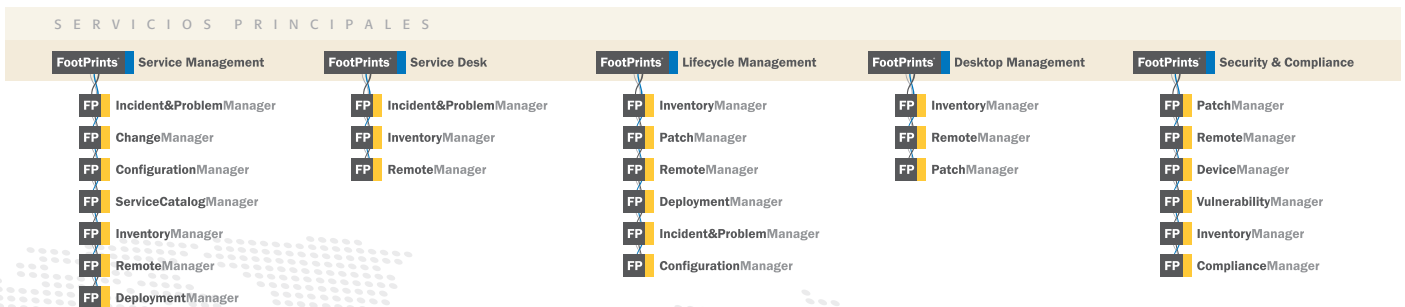 SERVICIOS PRINCIPALES
FootPrints Service Management
FP Incident&ProblemManager
FP ChangeManager
FP ConfigurationManager
FP ServiceCatalogManager
FP InventoryManager
FP RemoteManager
FP DeploymentManager
FootPrints Service Desk
FP Incident&ProblemManager
FP InventoryManager
FP RemoteManager
FootPrints Lifecycle Management
FP InventoryManager
FP PatchManager
FP RemoteManager
FP DeploymentManager
FP Incident&ProblemManager
FP ConfigurationManager
FootPrints Desktop Management
FP InventoryManager
FP RemoteManager
FP PatchManager
FootPrints Security & Compliance
FP PatchManager
FP RemoteManager
FP DeviceManager
FP VulnerabilityManager
FP InventoryManager
FP ComplianceManager